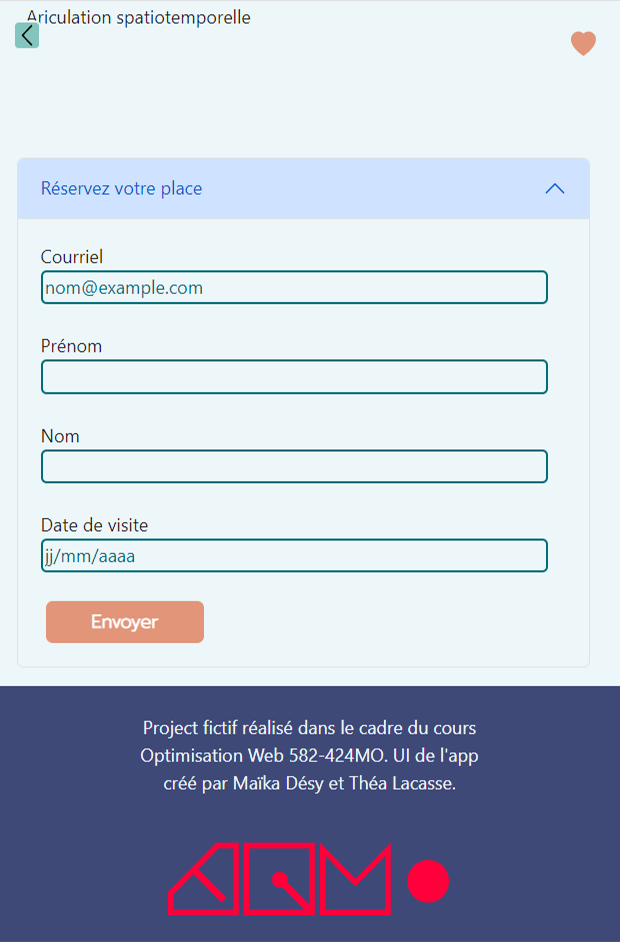 Ariculation spatiotemporelle
Réservez votre place
Courriel
nom@example.com
Prénom
Nom
Date de visite
jj/mm/aaaa
Envoyer
Project fictif réalisé dans le cadre du cours
Optimisation Web 582-424MO. UI de l'app
créé par Maïka Désy et Théa Lacasse.